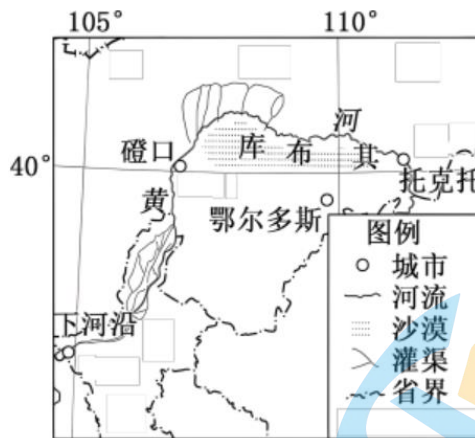 105°
110°
河
磴口
库布其
40°
托克托
黄
鄂尔多斯
图例
城市
河流
沙漠
灌渠
省界
下河沿